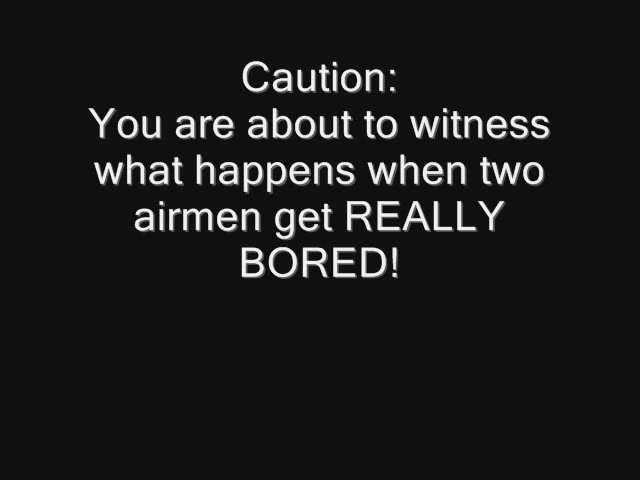 Caution:
You are about to witness
what happens when two
airmen get REALLY
BORED!